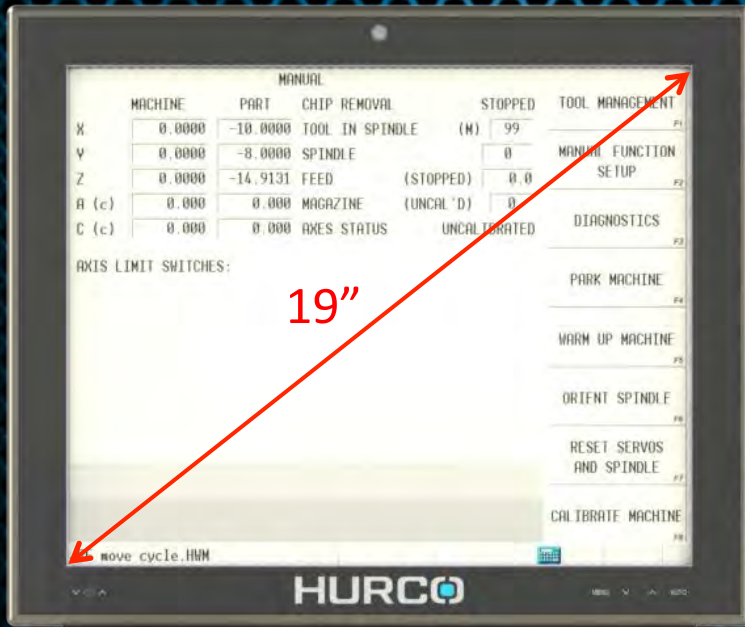 MANUAL
MACHINE PART CHIP REMOVAL STOPPED
X 0.0000 -10.0000 TOOL IN SPINDLE (M) 99
Y 0.0000 -8.0000 SPINDLE 0
Z 0.0000 -14.9131 FEED (STOPPED) 0.0
A (c) 0.000 0.000 MAGAZINE (UNCAL'D) 0
C (c) 0.000 0.000 AXES STATUS UNCALIBRATED
AXIS LIMIT SWITCHES:
19”
TOOL MANAGEMENT
F1
MANUAL FUNCTION
SETUP
F2
DIAGNOSTICS
F3
PARK MACHINE
F4
WARM UP MACHINE
F5
ORIENT SPINDLE
F6
RESET SERVOS
AND SPINDLE
F7
CALIBRATE MACHINE
F8
move cycle.HWM
HURCO
MENU AUTO